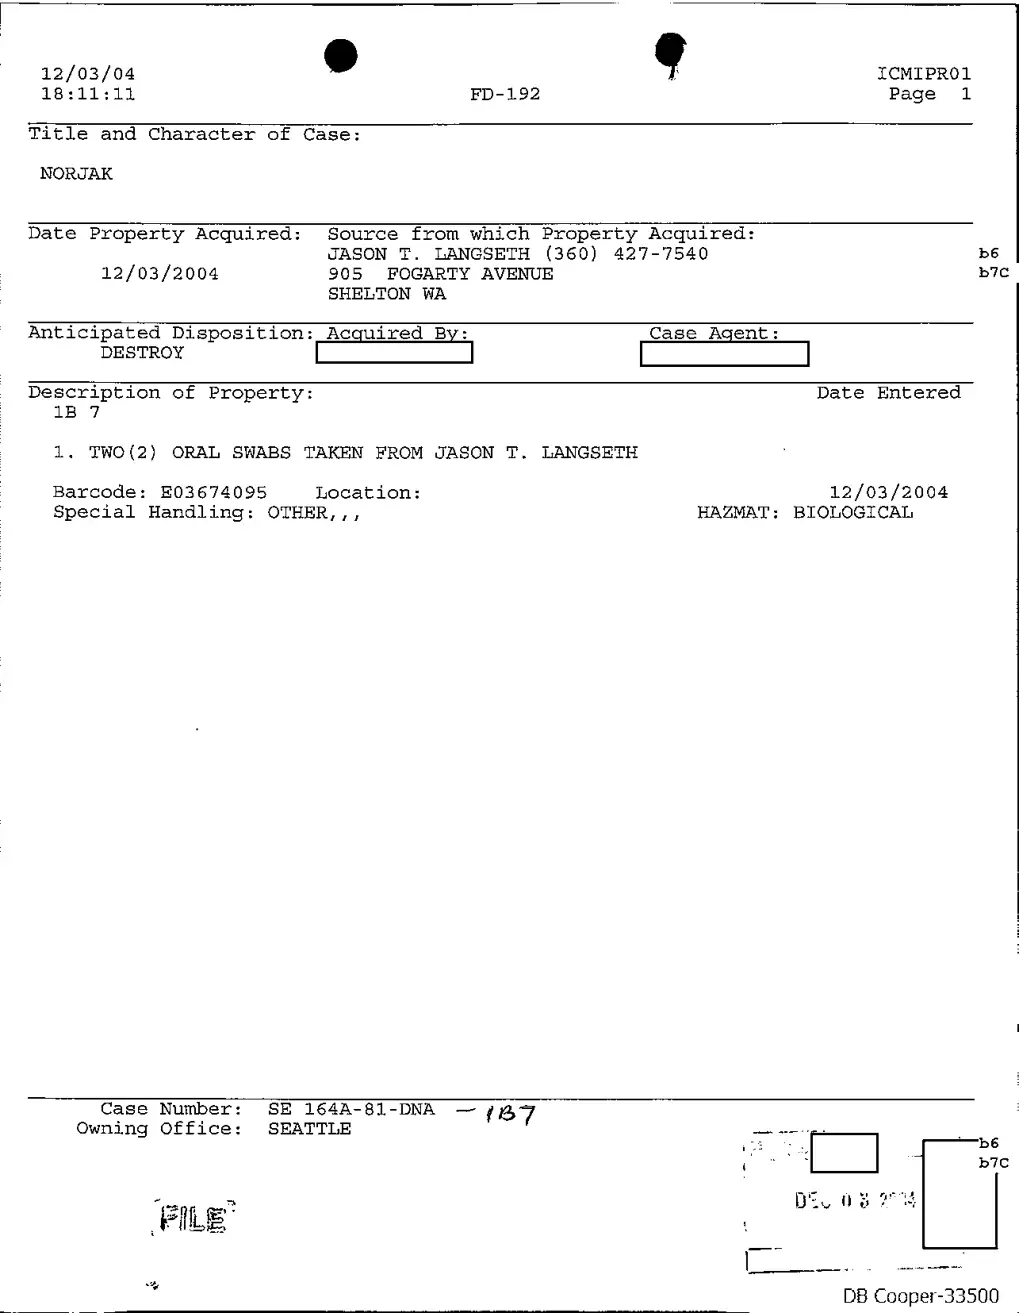 12/03/04 ICMIPR01
18:11:11 FD-192 Page 1
Title and Character of Case:
NORJAK
Date Property Acquired: Source from which Property Acquired:
JASON T. LANGSETH (360) 427-7540 b6
12/03/2004 905 FOGARTY AVENUE b7C
SHELTON WA
Anticipated Disposition: Acquired By: Case Agent:
DESTROY
Description of Property: Date Entered
1B 7
1. TWO(2) ORAL SWABS TAKEN FROM JASON T. LANGSETH
Barcode: E03674095 Location: 12/03/2004
Special Handling: OTHER,,, HAZMAT: BIOLOGICAL
Case Number: SE 164A-81-DNA — 1B7
Owning Office: SEATTLE
b6
b7C
DEC 03 2004
FILE
DB Cooper-33500